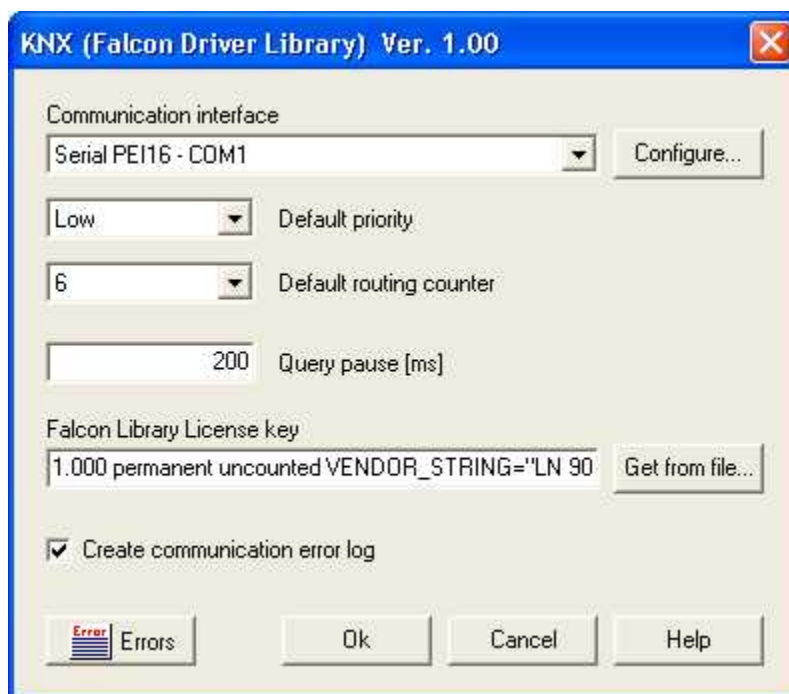 KNX (Falcon Driver Library) Ver. 1.00
Communication interface
Serial PEI16 - COM1
Configure...
Low
Default priority
6
Default routing counter
200
Query pause [ms]
Falcon Library License key
1.000 permanent uncounted VENDOR_STRING="LN 90
Get from file...
Create communication error log
Error
Errors
Ok
Cancel
Help